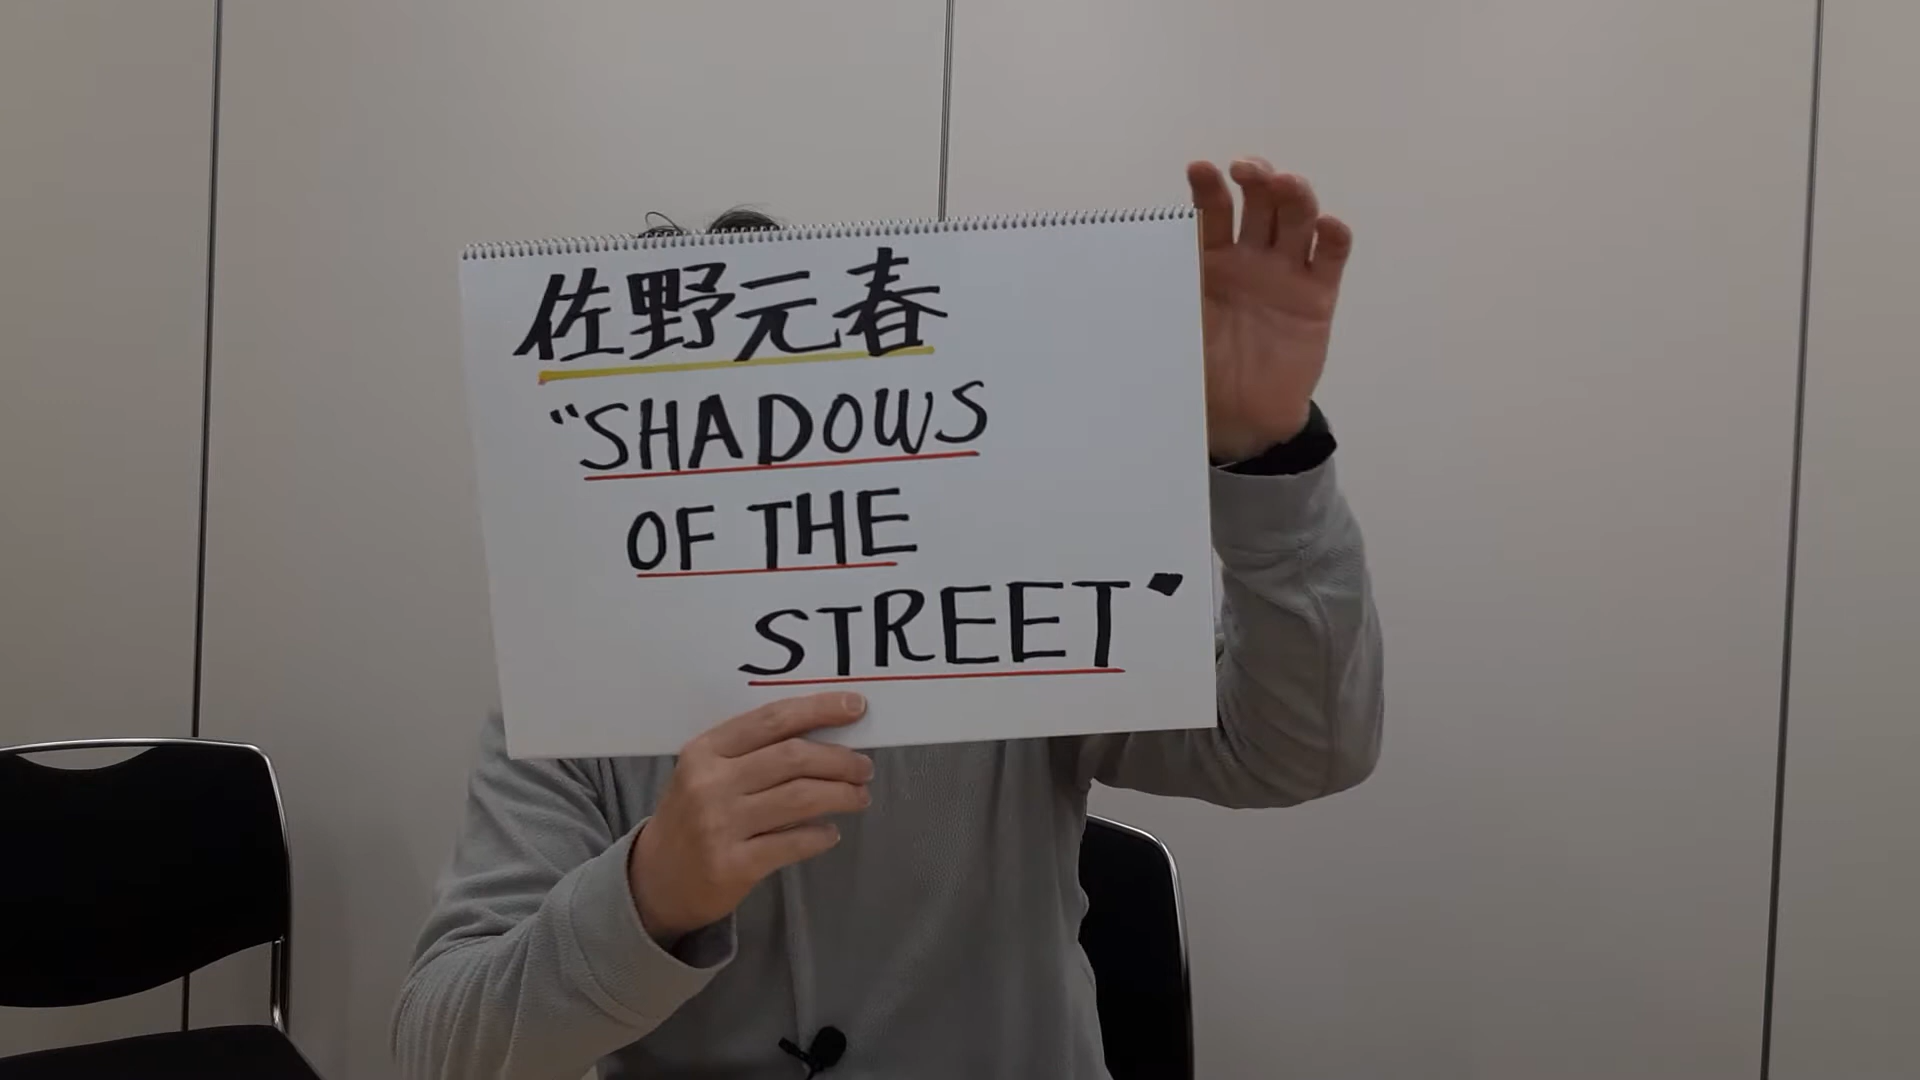 佐野元春
“SHADOWS
OF THE
STREET”